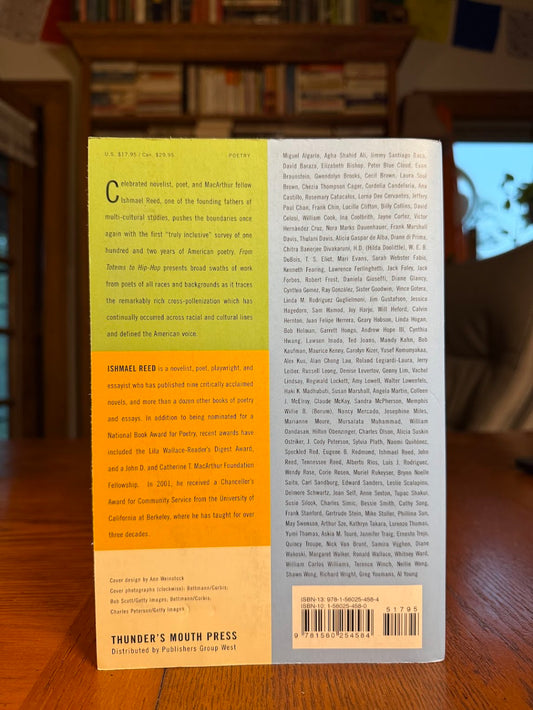 U.S. $17.95 / Can. $29.95 POETRY
Celebrated novelist, poet, and MacArthur fellow
Ishmael Reed, one of the founding fathers of
multi-cultural studies, pushes the boundaries once
again with the first "truly inclusive" survey of one
hundred and two years of American poetry. From
Totems to Hip-Hop presents broad swaths of work
from poets of all races and backgrounds as it traces
the remarkably rich cross-pollenization which has
continually occurred across racial and cultural lines
and defined the American voice.
ISHMAEL REED is a novelist, poet, playwright, and
essayist who has published nine critically acclaimed
novels, and more than a dozen other books of poetry
and essays. In addition to being nominated for a
National Book Award for Poetry, recent awards have
included the Lila Wallace-Reader's Digest Award,
and a John D. and Catherine T. MacArthur Foundation
Fellowship. In 2001, he received a Chancellor's
Award for Community Service from the University of
California at Berkeley, where he has taught for over
three decades.
Cover design by Ann Weinstock
Cover photographs (clockwise): Bettmann/Corbis;
Bob Scott/Getty Images; Bettmann/Corbis;
Charles Peterson/Getty Images
THUNDER'S MOUTH PRESS
Distributed by Publishers Group West
Miguel Algarín, Agha Shahid Ali, Jimmy Santiago Baca,
David Baraza, Elizabeth Bishop, Peter Blue Cloud, Evan
Braunstein, Gwendolyn Brooks, Cecil Brown, Laura Soul
Brown, Chezia Thompson Cager, Cordelia Candelaria, Ana
Castillo, Rosemary Catacalos, Lorna Dee Cervantes, Jeffery
Paul Chan, Frank Chin, Lucille Clifton, Billy Collins, David
Colosi, William Cook, Ina Coolbrith, Jayne Cortez, Victor
Hernández Cruz, Nora Marks Dauenhauer, Frank Marshall
Davis, Thulani Davis, Alicia Gaspar de Alba, Diane di Prima,
Chitra Banerjee Divakaruni, H.D. (Hilda Doolittle), W. E. B.
DuBois, T. S. Eliot, Mari Evans, Sarah Webster Fabio,
Kenneth Fearing, Lawrence Ferlinghetti, Jack Foley, Jack
Forbes, Robert Frost, Daniela Gioseffi, Diane Glancy,
Cynthia Gomez, Ray González, Sister Goodwin, Vince Gotera,
Linda M. Rodríguez Guglielmoni, Jim Gustafson, Jessica
Hagedorn, Sam Hamod, Joy Harjo, Will Heford,
Calvin Hernton, Juan Felipe Herrera, Geary Hobson, Linda Hogan,
Bob Holman, Garrett Hongo, Andrew Hope III, Cynthia
Hwang, Lawson Inada, Ted Joans, Mandy Kahn, Bob
Kaufman, Maurice Kenny, Carolyn Kizer, Yusef Komunyakaa,
Alex Kuo, Alan Chong Lau, Roland Legiardi-Laura, Jerry
Leiber, Russell Leong, Denise Levertov, Genny Lim, Vachel
Lindsay, Reginald Lockett, Amy Lowell, Walter Lowenfels,
Haki M. Madhubuti, Susan Marshall, Angela Martin, Colleen
J. McElroy, Claude McKay, Sandra McPherson, Memphis
Willie B. (Borum), Nancy Mercado, Josephine Miles,
Marianne Moore, Mursalata Muhammad, William
Oandasan, Hilton Obenzinger, Charles Olson, Alicia Suskin
Ostriker, J. Cody Peterson, Sylvia Plath, Naomi Quiñonez,
Speckled Red, Eugene B. Redmond, Ishmael Reed, John
Reed, Tennessee Reed, Alberto Ríos, Luis J. Rodríguez,
Wendy Rose, Corie Rosen, Muriel Rukeyser, Brynn Noelle
Saito, Carl Sandburg, Edward Sanders, Leslie Scalapino,
Delmore Schwartz, Jean Sell, Anne Sexton, Tupac Shakur,
Susie Silook, Charles Simic, Bessie Smith, Cathy Song,
Frank Stanford, Gertrude Stein, Mike Stoller, Phillina Sun,
May Swenson, Arthur Sze, Kathryn Takara, Lorenzo Thomas,
Yumi Thomas, Askia M. Touré, Jennifer Traig, Ernesto Trejo,
Quincy Troupe, Nick Van Brunt, Samina Vighen, Diane
Wakoski, Margaret Walker, Ronald Wallace, Whitney Ward,
William Carlos Williams, Terence Winch, Neillo Weiss,
Shawn Wong, Richard Wright, Greg Youmans, Al Young
ISBN-13: 978-1-56025-458-4
ISBN-10: 1-56025-458-0
51795
9 781560 254584